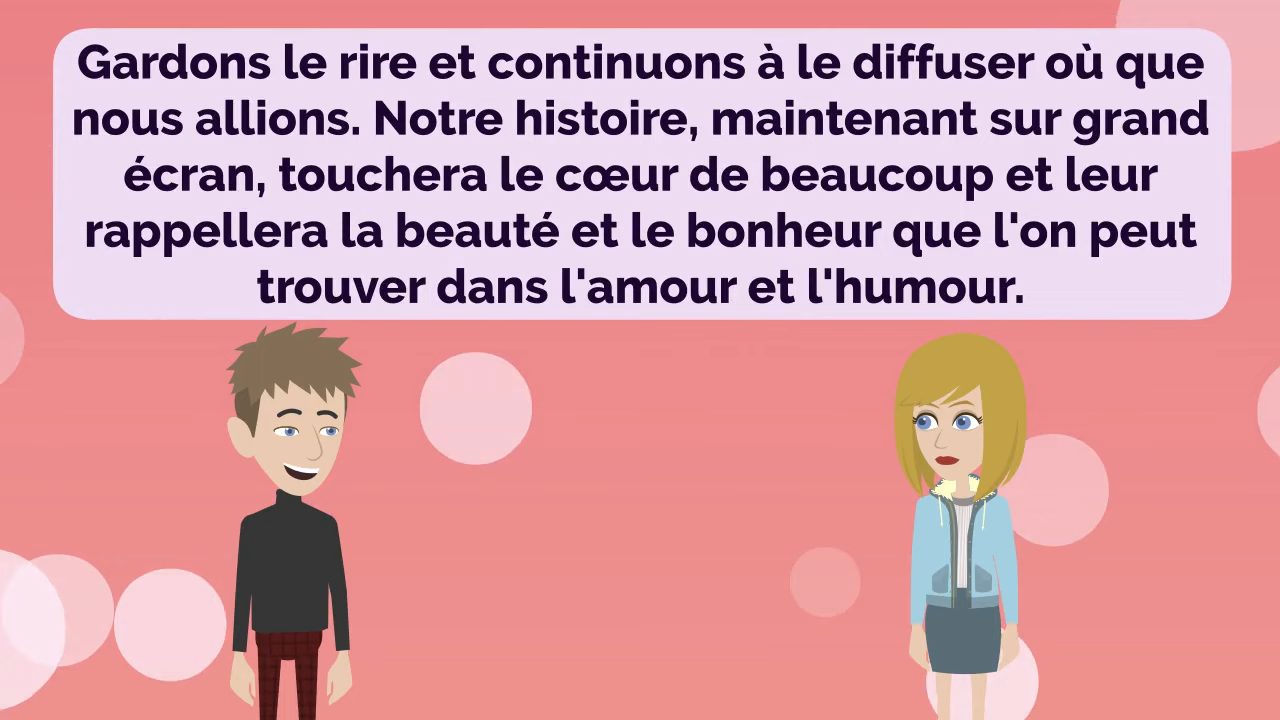 Gardons le rire et continuons à le diffuser où que
nous allions. Notre histoire, maintenant sur grand
écran, touchera le cœur de beaucoup et leur
rappellera la beauté et le bonheur que l'on peut
trouver dans l'amour et l'humour.